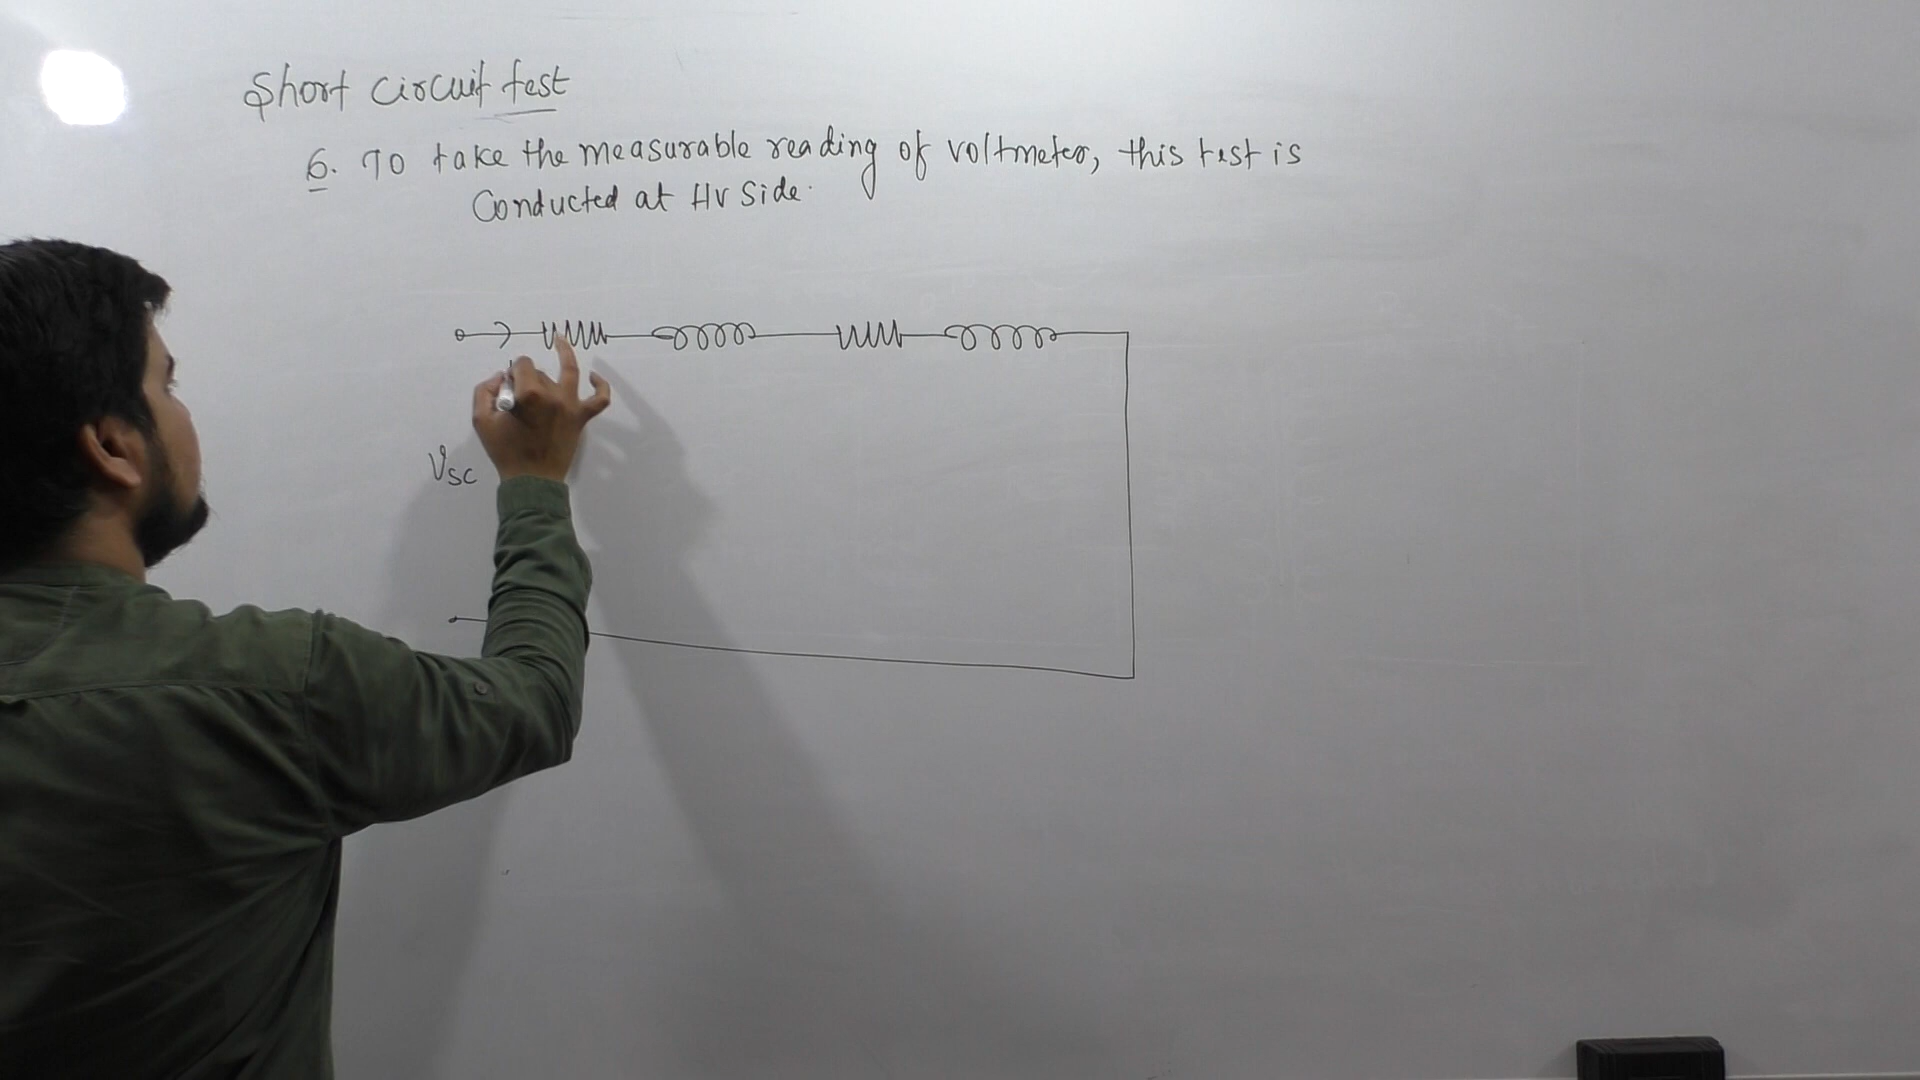 Short circuit test
6. To take the measurable reading of voltmeter, this test is
Conducted at HV Side.
Vsc